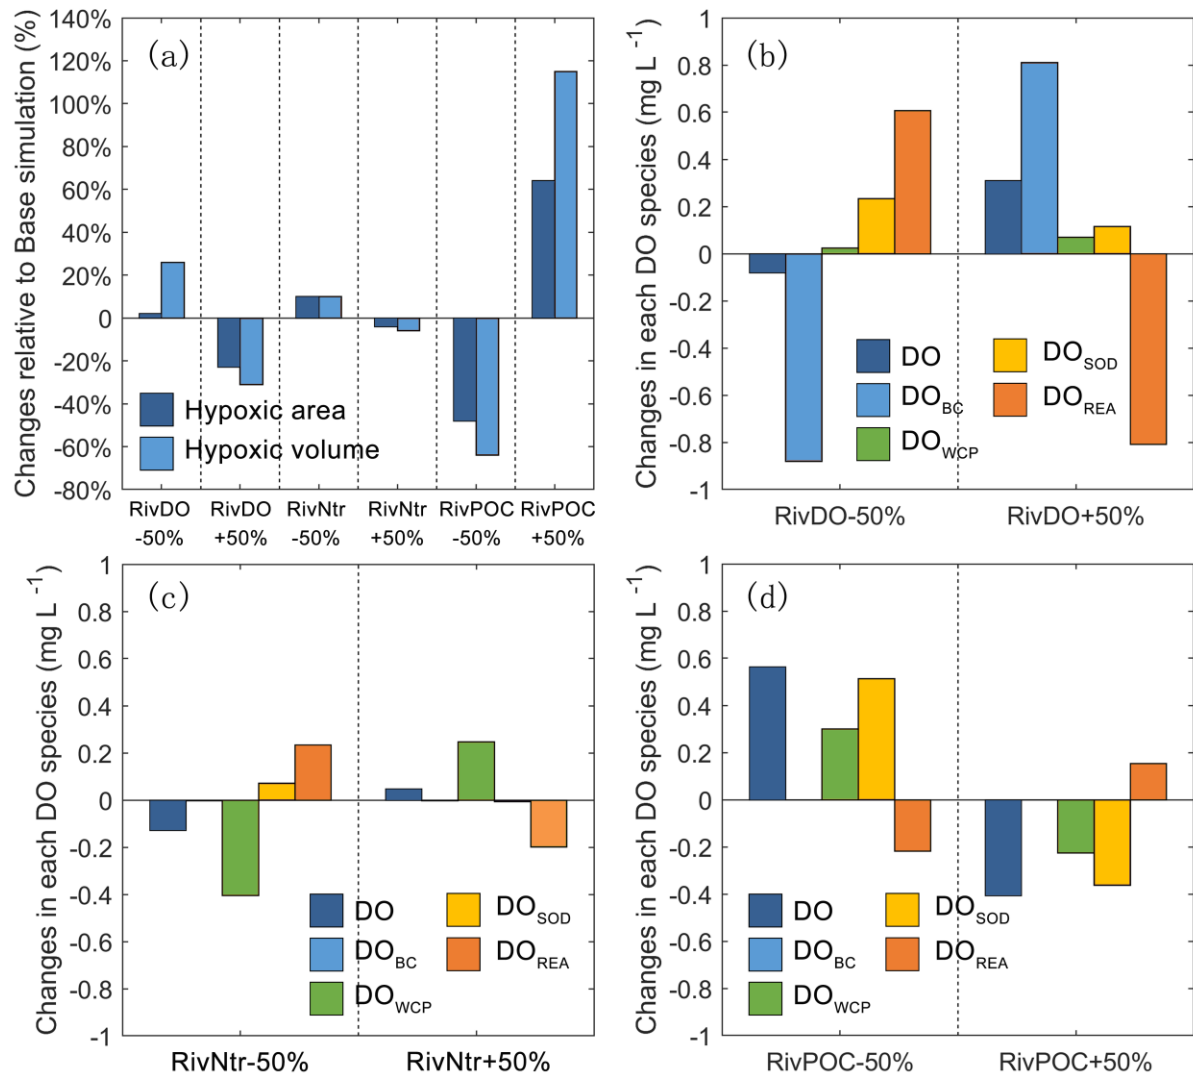 Changes relative to Base simulation (%)
140%
120%
100%
80%
60%
40%
20%
0
-20%
-40%
-60%
-80%
(a)
Hypoxic area
Hypoxic volume
RivDO RivDO RivNtr RivNtr RivPOC RivPOC
-50% +50% -50% +50% -50% +50%
Changes in each DO species (mg L -1)
1
0.8
0.6
0.4
0.2
0
-0.2
-0.4
-0.6
-0.8
-1
(b)
DO DOSOD
DOBC DOREA
DOWCP
RivDO-50% RivDO+50%
Changes in each DO species (mg L -1)
1
0.8
0.6
0.4
0.2
0
-0.2
-0.4
-0.6
-0.8
-1
(c)
DO DOSOD
DOBC DOREA
DOWCP
RivNtr-50% RivNtr+50%
Changes in each DO species (mg L -1)
1
0.8
0.6
0.4
0.2
0
-0.2
-0.4
-0.6
-0.8
-1
(d)
DO DOSOD
DOBC DOREA
DOWCP
RivPOC-50% RivPOC+50%